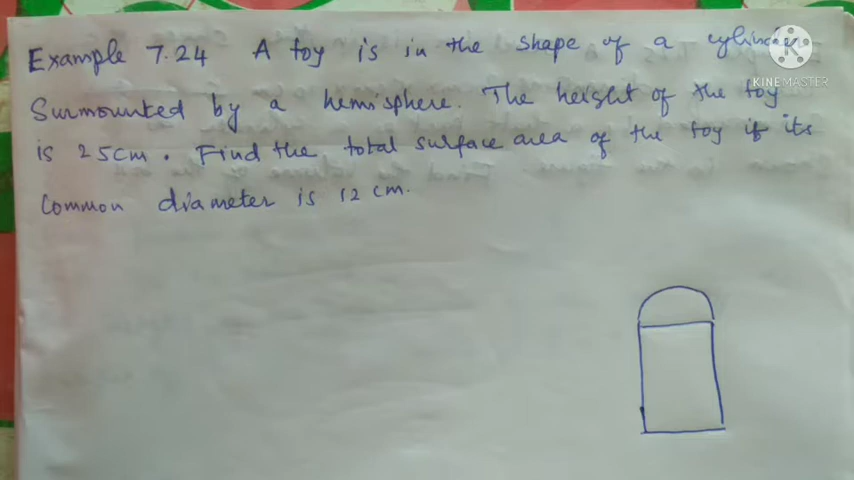 Example 7.24 A toy is in the shape of a cylinder
KINEMASTER
Surmounted by a hemisphere. The height of the toy
is 25cm. Find the total surface area of the toy if its
Common diameter is 12 cm.